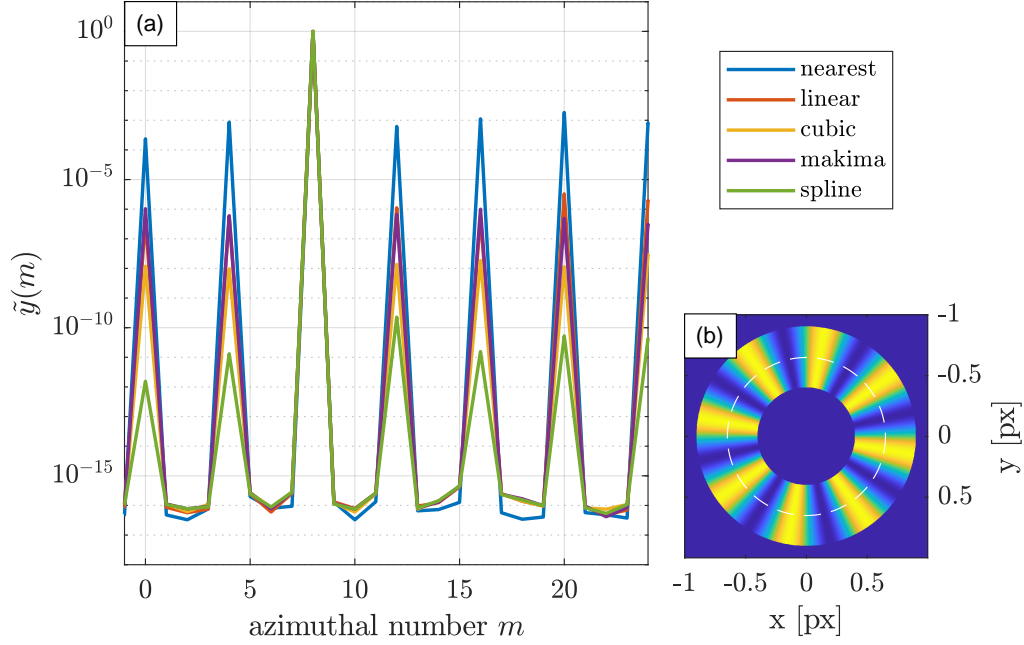 (a)
10^0
10^-5
10^-10
10^-15
ỹ(m)
0 5 10 15 20
azimuthal number m
nearest
linear
cubic
makima
spline
(b)
-1
-0.5
0
0.5
y [px]
-1 -0.5 0 0.5
x [px]